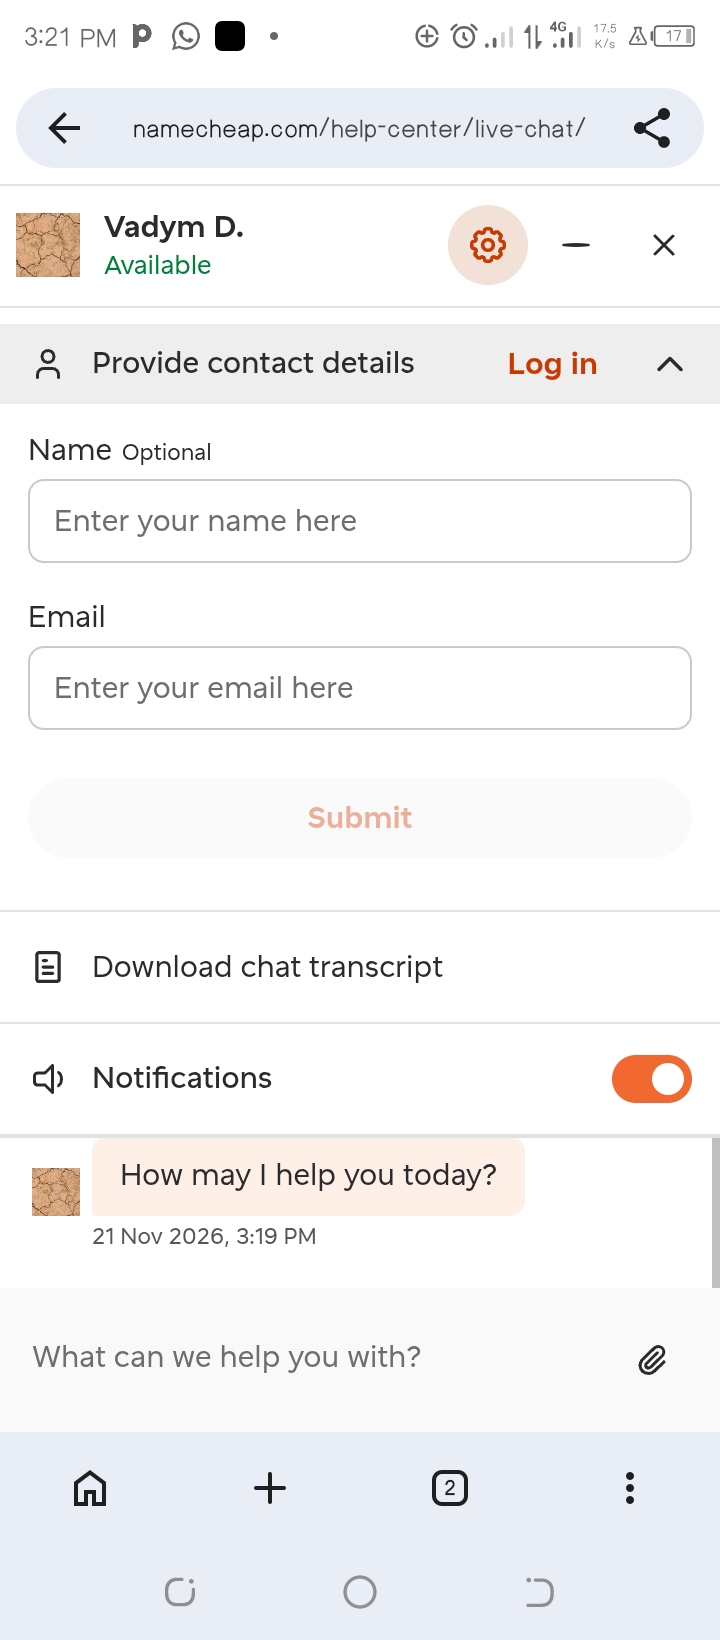 3:21 PM
4G
17.5
K/s
17
namecheap.com/help-center/live-chat/
Vadym D.
Available
Provide contact details
Log in
Name Optional
Enter your name here
Email
Enter your email here
Submit
Download chat transcript
Notifications
How may I help you today?
21 Nov 2026, 3:19 PM
What can we help you with?
2